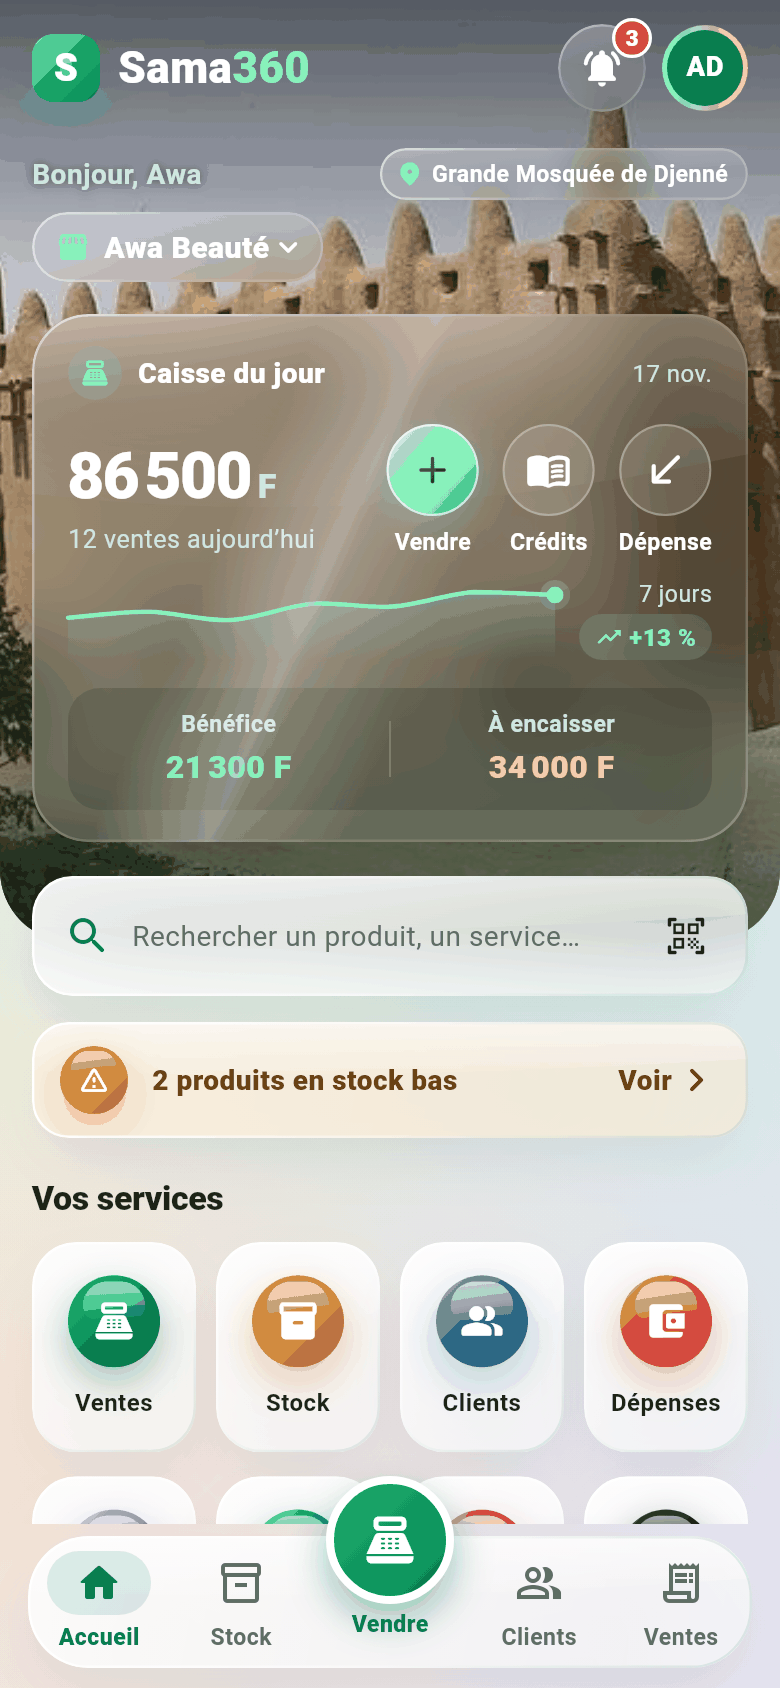 S
Sama360
3
AD
Bonjour, Awa
Grande Mosquée de Djenné
Awa Beauté
Caisse du jour
17 nov.
86 500 F
12 ventes aujourd’hui
Vendre
Crédits
Dépense
7 jours
+13 %
Bénéfice
À encaisser
21 300 F
34 000 F
Rechercher un produit, un service…
2 produits en stock bas
Voir
Vos services
Ventes
Stock
Clients
Dépenses
Accueil
Stock
Vendre
Clients
Ventes